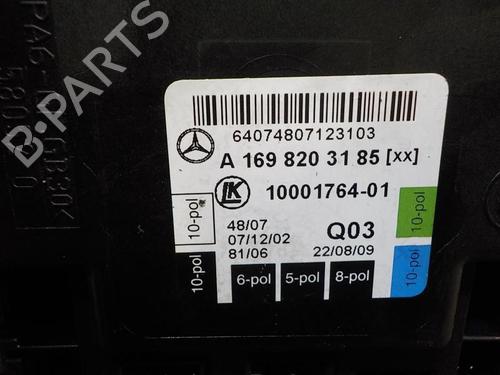 64074807123103
A 169 820 31 85 [xx]
LK
10001764-01
48/07
07/12/02
81/06
Q03
22/08/09
10-pol
10-pol
6-pol
5-pol
8-pol
10-pol
10-pol
B-PARTS